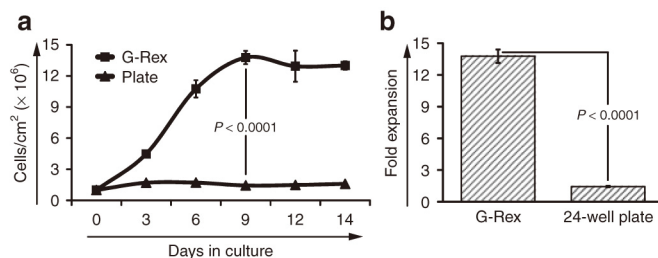 a
Cells/cm² (× 10⁶)
15
12
9
6
3
0
G-Rex
Plate
P < 0.0001
0 3 6 9 12 14
Days in culture
b
Fold expansion
15
12
9
6
3
0
P < 0.0001
G-Rex 24-well plate